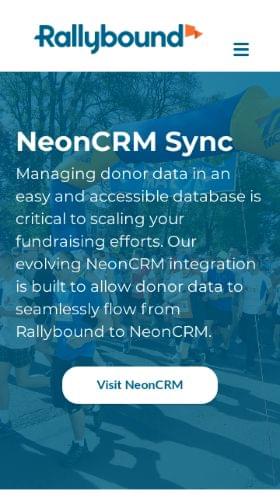 Rallybound
NeonCRM Sync
Managing donor data in an
easy and accessible database is
critical to scaling your
fundraising efforts. Our
evolving NeonCRM integration
is built to allow donor data to
seamlessly flow from
Rallybound to NeonCRM.
Visit NeonCRM